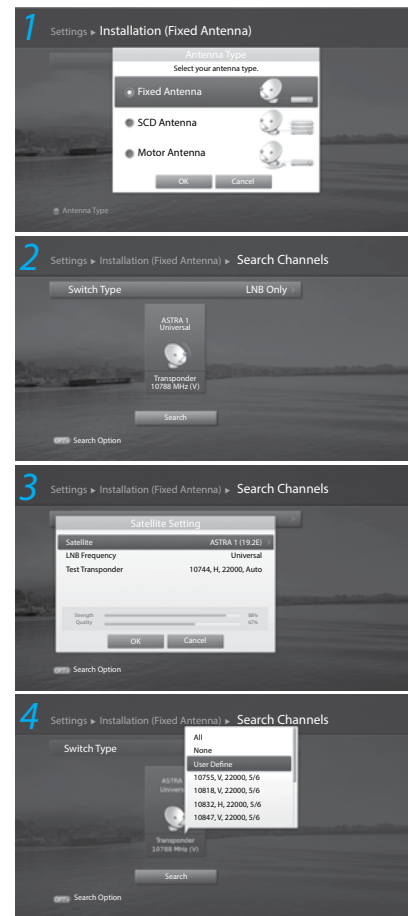 1
Settings ▸ Installation (Fixed Antenna)
Antenna Type
Select your antenna type.
Fixed Antenna
SCD Antenna
Motor Antenna
OK Cancel
Antenna Type
2
Settings ▸ Installation (Fixed Antenna) ▸ Search Channels
Switch Type LNB Only
ASTRA 1
Universal
Transponder
10788 MHz (V)
Search
OPT Search Option
3
Settings ▸ Installation (Fixed Antenna) ▸ Search Channels
Satellite Setting
Satellite ASTRA 1 (19.2E)
LNB Frequency Universal
Test Transponder 10744, H, 22000, Auto
Strength 88%
Quality 67%
OK Cancel
OPT Search Option
4
Settings ▸ Installation (Fixed Antenna) ▸ Search Channels
All
Switch Type
None
User Define
10755, V, 22000, 5/6
ASTRA
10818, V, 22000, 5/6
Univers
10832, H, 22000, 5/6
10847, V, 22000, 5/6
Transponder
10788 MHz (V)
Search
OPT Search Option